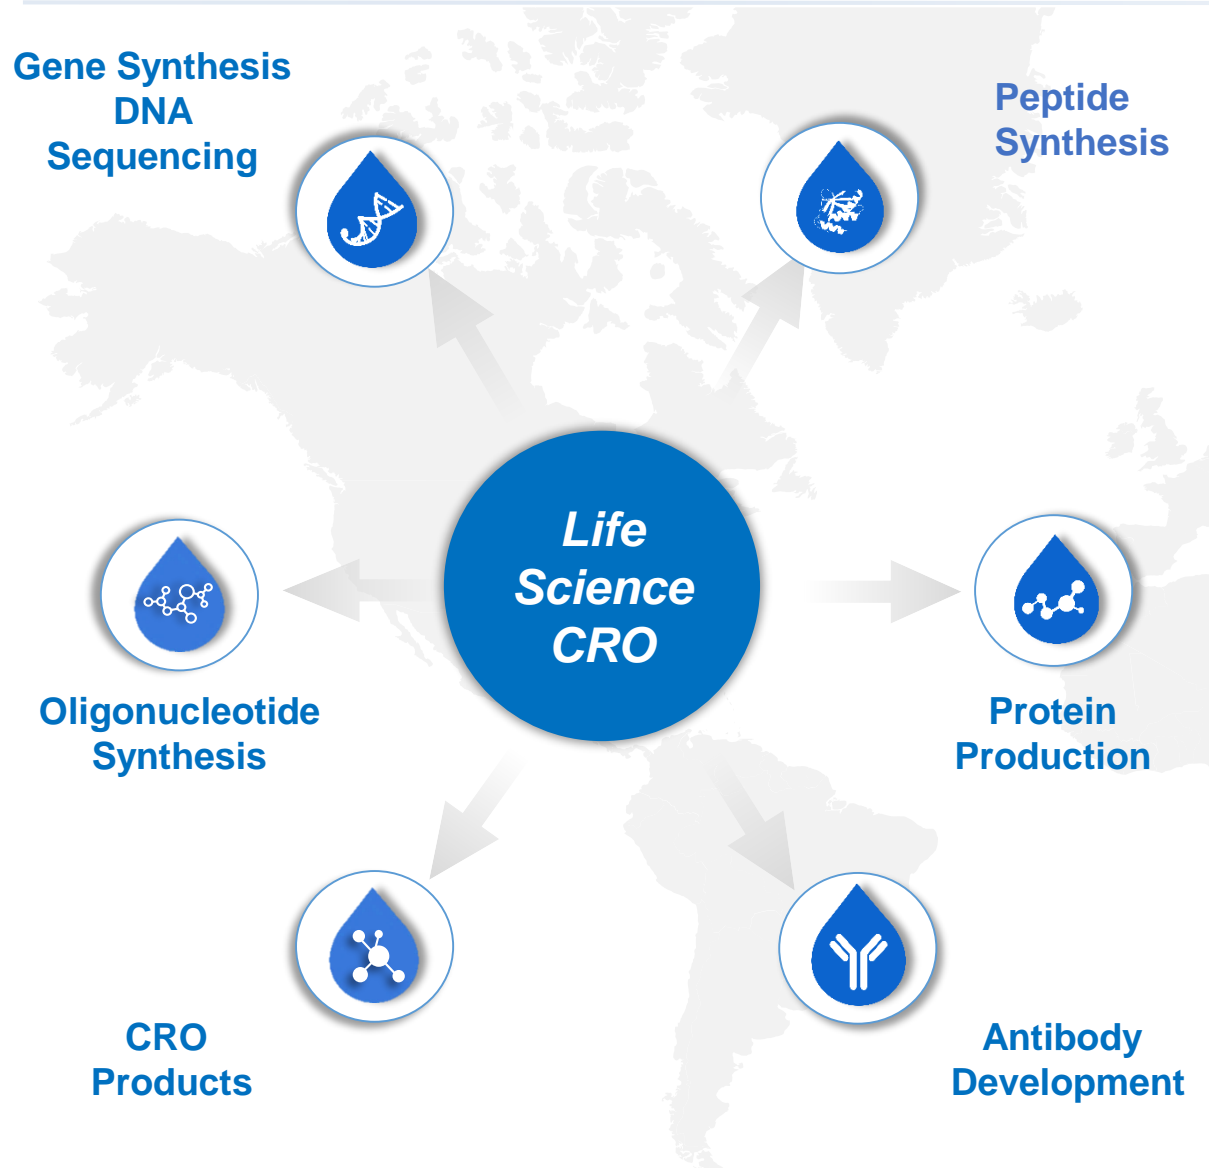 Gene Synthesis
DNA
Sequencing
Peptide
Synthesis
Life
Science
CRO
Oligonucleotide
Synthesis
Protein
Production
CRO
Products
Antibody
Development